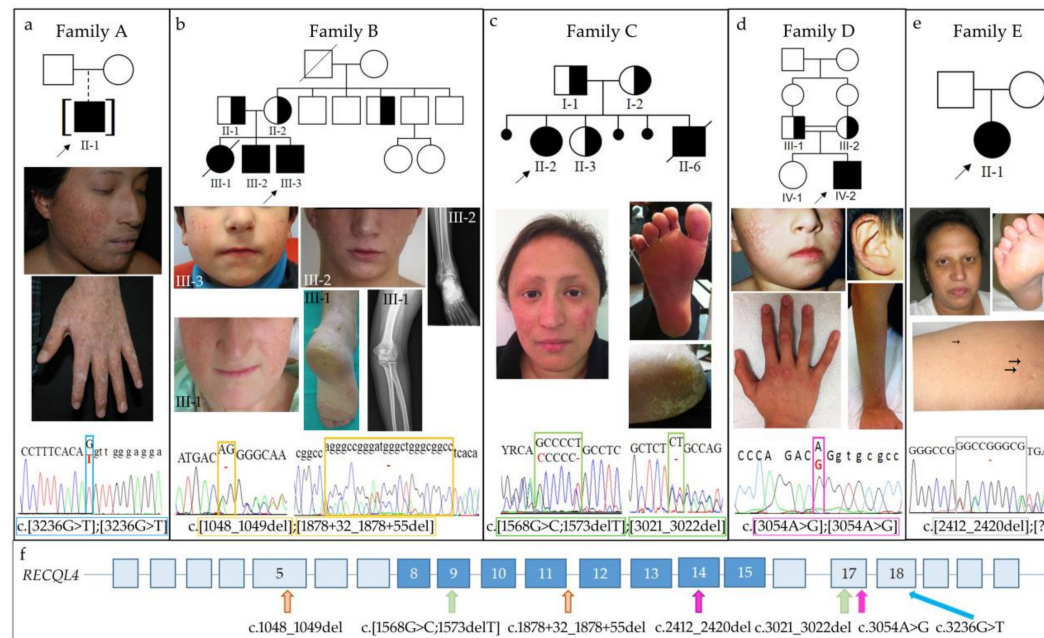 a
Family A
II-1
CCTTTCACA G gtt ggg a g g a
T
c.[3236G>T];[3236G>T]
b
Family B
II-1
II-2
III-1
III-2
III-3
III-3
III-2
III-2
III-1
III-1
III-1
ATGAC AG GGGCAA
-
cggcc agggccgggatgggctgggcggcc tcaca
-
c.[1048_1049del];[1878+32_1878+55del]
c
Family C
I-1
I-2
II-2
II-3
II-6
YRCA GCCCCT GCCTC
CCCCCC-
GCTCT CT GCCAG
-
c.[1568G>C;1573delT];[3021_3022del]
d
Family D
III-1
III-2
IV-1
IV-2
CCCA GAC A Ggtgcgcc
G
c.[3054A>G];[3054A>G]
e
Family E
II-1
GGGCC GGCCGGGCG TGA
-
c.[2412_2420del];[?
f
RECQL4
5
8
9
10
11
12
13
14
15
17
18
c.1048_1049del
c.[1568G>C;1573delT]
c.1878+32_1878+55del
c.2412_2420del
c.3021_3022del
c.3054A>G
c.3236G>T